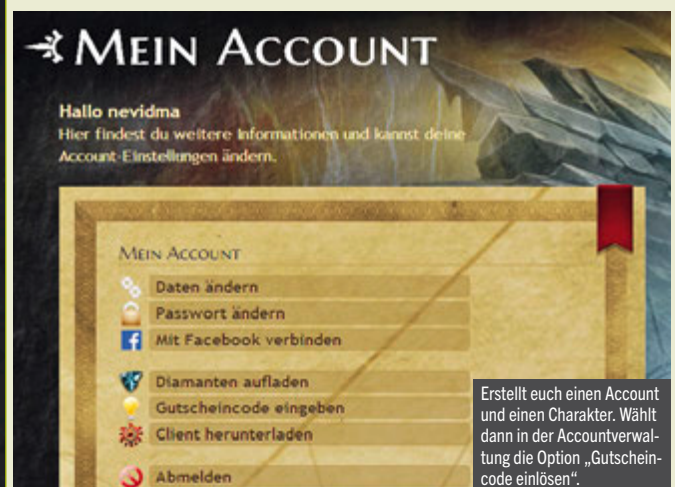 MEIN ACCOUNT
Hallo nevidma
Hier findest du weitere Informationen und kannst deine
Account-Einstellungen ändern.
MEIN ACCOUNT
Daten ändern
Passwort ändern
Mit Facebook verbinden
Diamanten aufladen
Gutscheincode eingeben
Client herunterladen
Abmelden
Erstellt euch einen Account
und einen Charakter. Wählt
dann in der Accountverwal-
tung die Option „Gutschein-
code einlösen“.